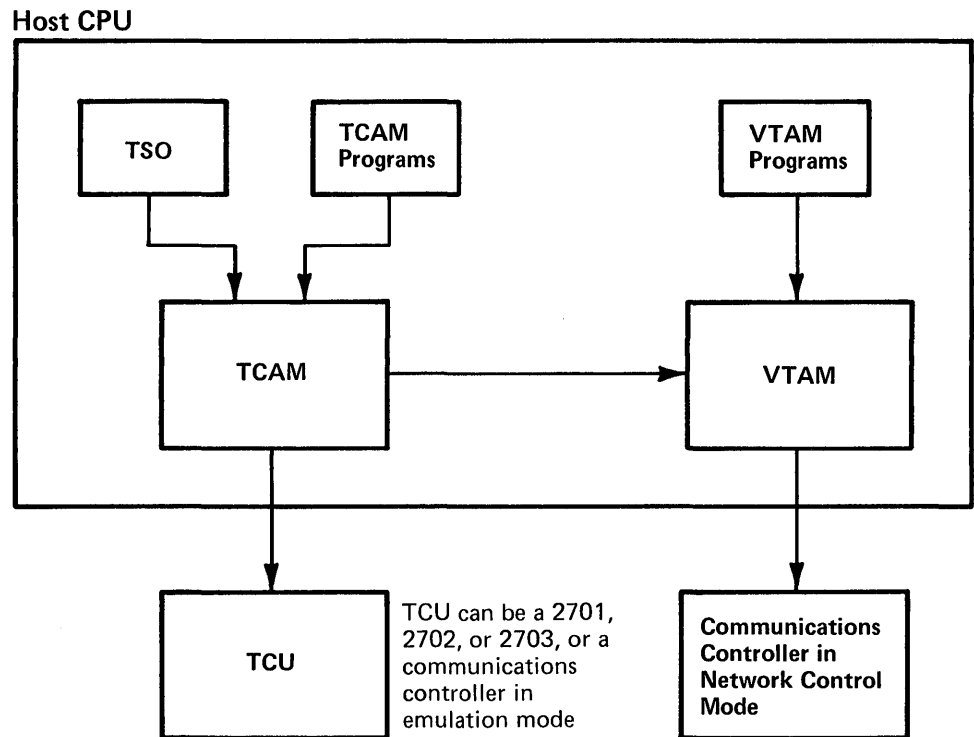 Host CPU
TSO
TCAM
Programs
VTAM
Programs
TCAM
VTAM
TCU
TCU can be a 2701,
2702, or 2703, or a
communications
controller in
emulation mode
Communications
Controller in
Network Control
Mode